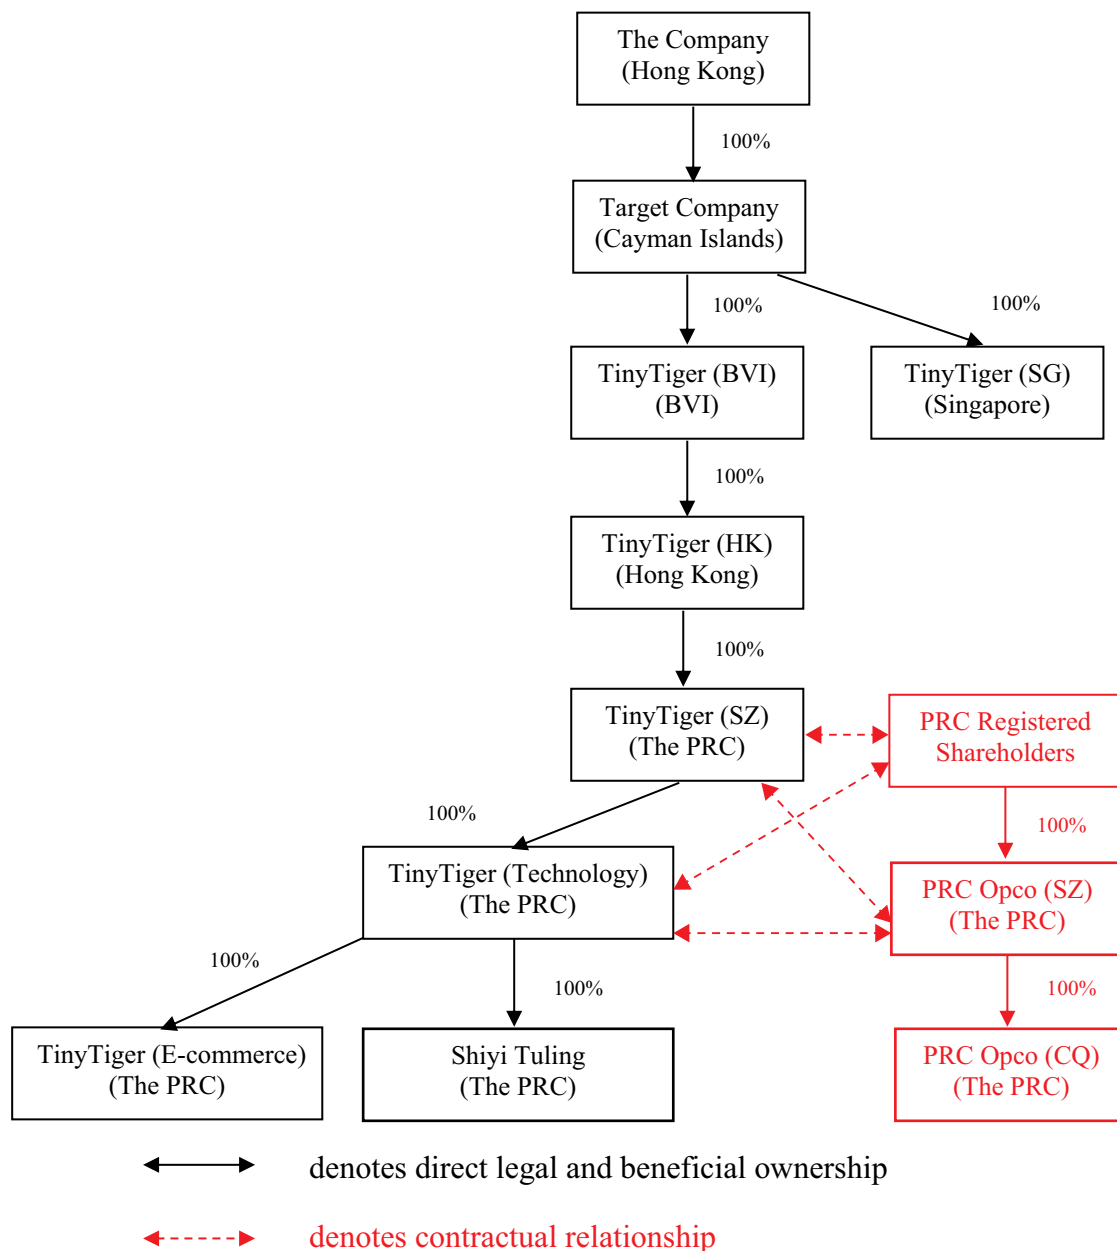 The Company
(Hong Kong)
100%
Target Company
(Cayman Islands)
100%
100%
TinyTiger (BVI)
(BVI)
TinyTiger (SG)
(Singapore)
100%
TinyTiger (HK)
(Hong Kong)
100%
TinyTiger (SZ)
(The PRC)
PRC Registered
Shareholders
100%
100%
TinyTiger (Technology)
(The PRC)
PRC Opco (SZ)
(The PRC)
100%
100%
100%
TinyTiger (E-commerce)
(The PRC)
Shiyi Tuling
(The PRC)
PRC Opco (CQ)
(The PRC)
denotes direct legal and beneficial ownership
denotes contractual relationship